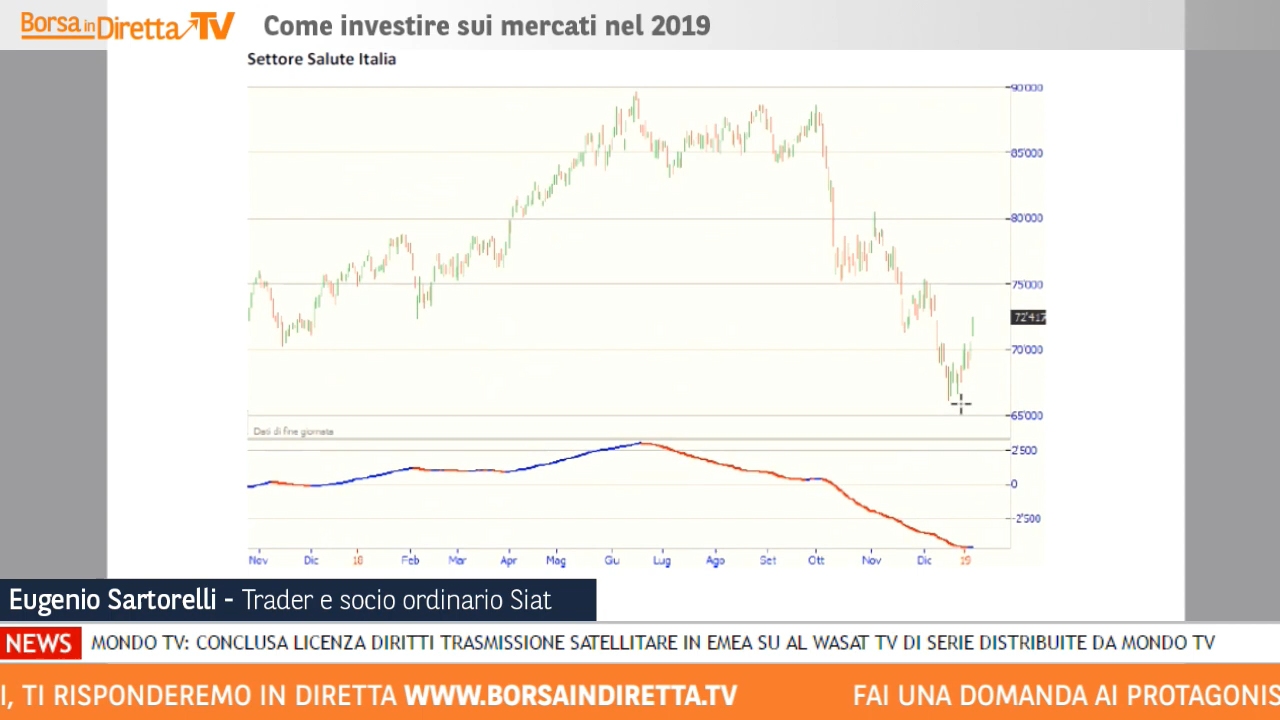 Borsa in Diretta TV
Come investire sui mercati nel 2019
Settore Salute Italia
90'000
85'000
80'000
75'000
72'417
70'000
65'000
Dati di fine giornata
2'500
0
-2'500
Nov Dic 18 Feb Mar Apr Mag Giu Lug Ago Set Ott Nov Dic 19
Eugenio Sartorelli - Trader e socio ordinario Siat
NEWS MONDO TV: CONCLUSA LICENZA DIRITTI TRASMISSIONE SATELLITARE IN EMEA SU AL WASAT TV DI SERIE DISTRIBUITE DA MONDO TV
I, TI RISPONDEREMO IN DIRETTA WWW.BORSAINDIRETTA.TV FAI UNA DOMANDA AI PROTAGONIS